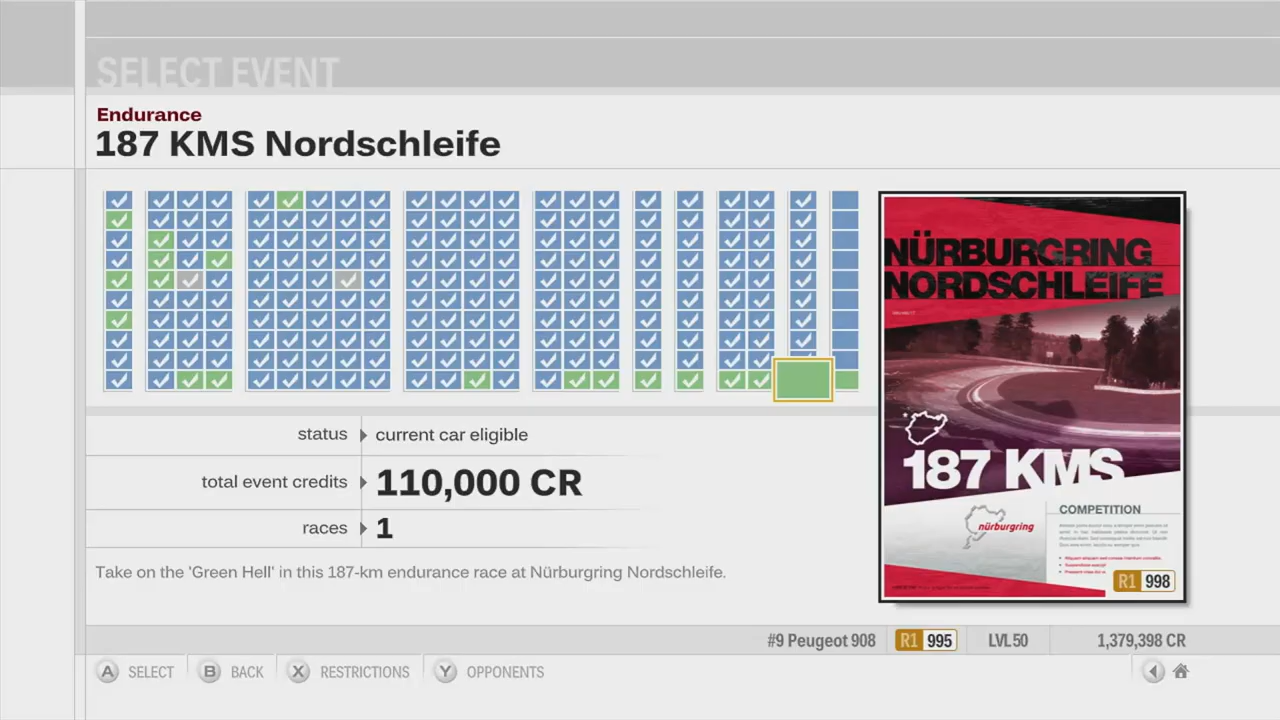 SELECT EVENT
Endurance
187 KMS Nordschleife
NÜRBURGRING
NORDSCHLEIFE
187 KMS
nürburgring
COMPETITION
R1 998
status
current car eligible
total event credits
110,000 CR
races
1
Take on the 'Green Hell' in this 187-km endurance race at Nürburgring Nordschleife.
#9 Peugeot 908
R1 995
LVL 50
1,379,398 CR
A SELECT
B BACK
X RESTRICTIONS
Y OPPONENTS